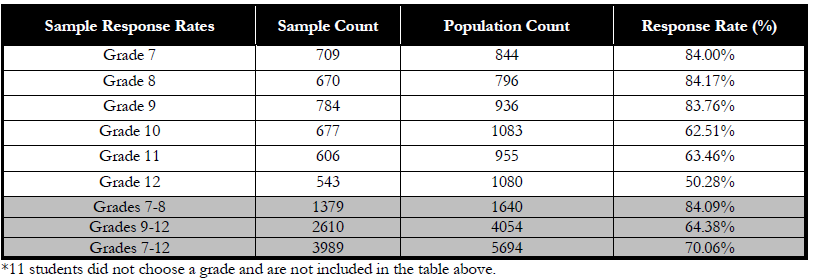 Sample Response Rates Sample Count Population Count Response Rate (%)
Grade 7 709 844 84.00%
Grade 8 670 796 84.17%
Grade 9 784 936 83.76%
Grade 10 677 1083 62.51%
Grade 11 606 955 63.46%
Grade 12 543 1080 50.28%
Grades 7-8 1379 1640 84.09%
Grades 9-12 2610 4054 64.38%
Grades 7-12 3989 5694 70.06%
*11 students did not choose a grade and are not included in the table above.